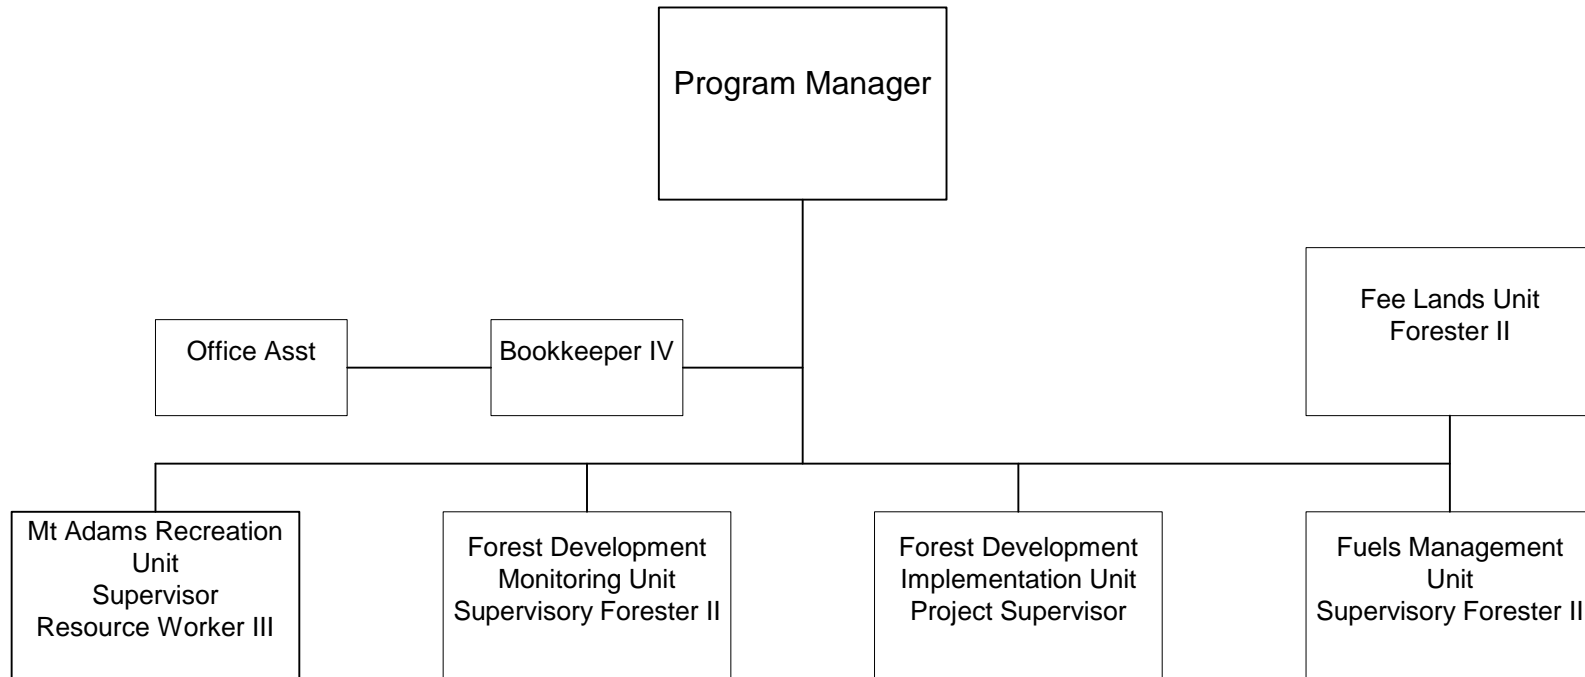 Program Manager
Fee Lands Unit
Forester II
Office Asst
Bookkeeper IV
Mt Adams Recreation
Unit
Supervisor
Resource Worker III
Forest Development
Monitoring Unit
Supervisory Forester II
Forest Development
Implementation Unit
Project Supervisor
Fuels Management
Unit
Supervisory Forester II